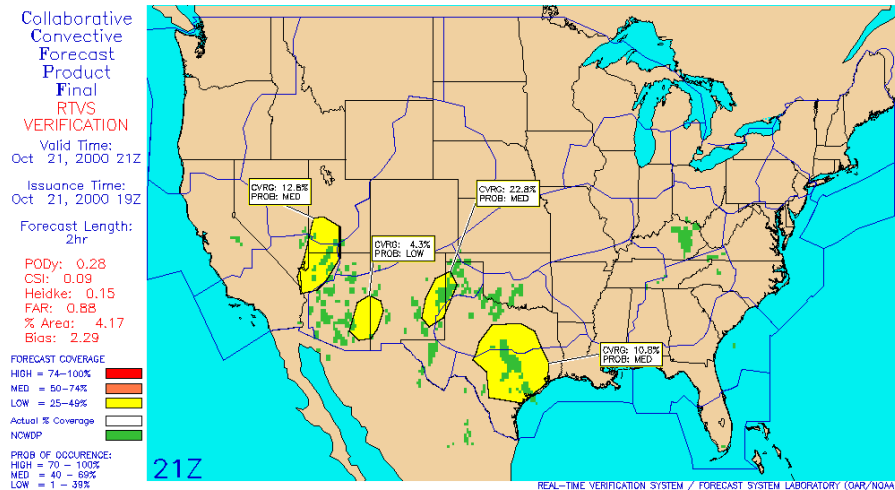 Collaborative
Convective
Forecast
Product
Final
RTVS
VERIFICATION
Valid Time:
Oct 21, 2000 21Z
Issuance Time:
Oct 21, 2000 19Z
Forecast Length:
2hr
PODy: 0.28
CSI: 0.09
Heidke: 0.15
FAR: 0.88
% Area: 4.17
Bias: 2.29
FORECAST COVERAGE
HIGH = 74-100%
MED = 50-74%
LOW = 25-49%
Actual % Coverage
NCWDP
PROB OF OCCURENCE:
HIGH = 70 - 100%
MED = 40 - 69%
LOW = 1 - 39%
CVRG: 12.8%
PROB: MED
CVRG: 22.8%
PROB: MED
CVRG: 4.3%
PROB: LOW
CVRG: 10.8%
PROB: MED
21Z
REAL-TIME VERIFICATION SYSTEM / FORECAST SYSTEM LABORATORY (OAR/NOAA